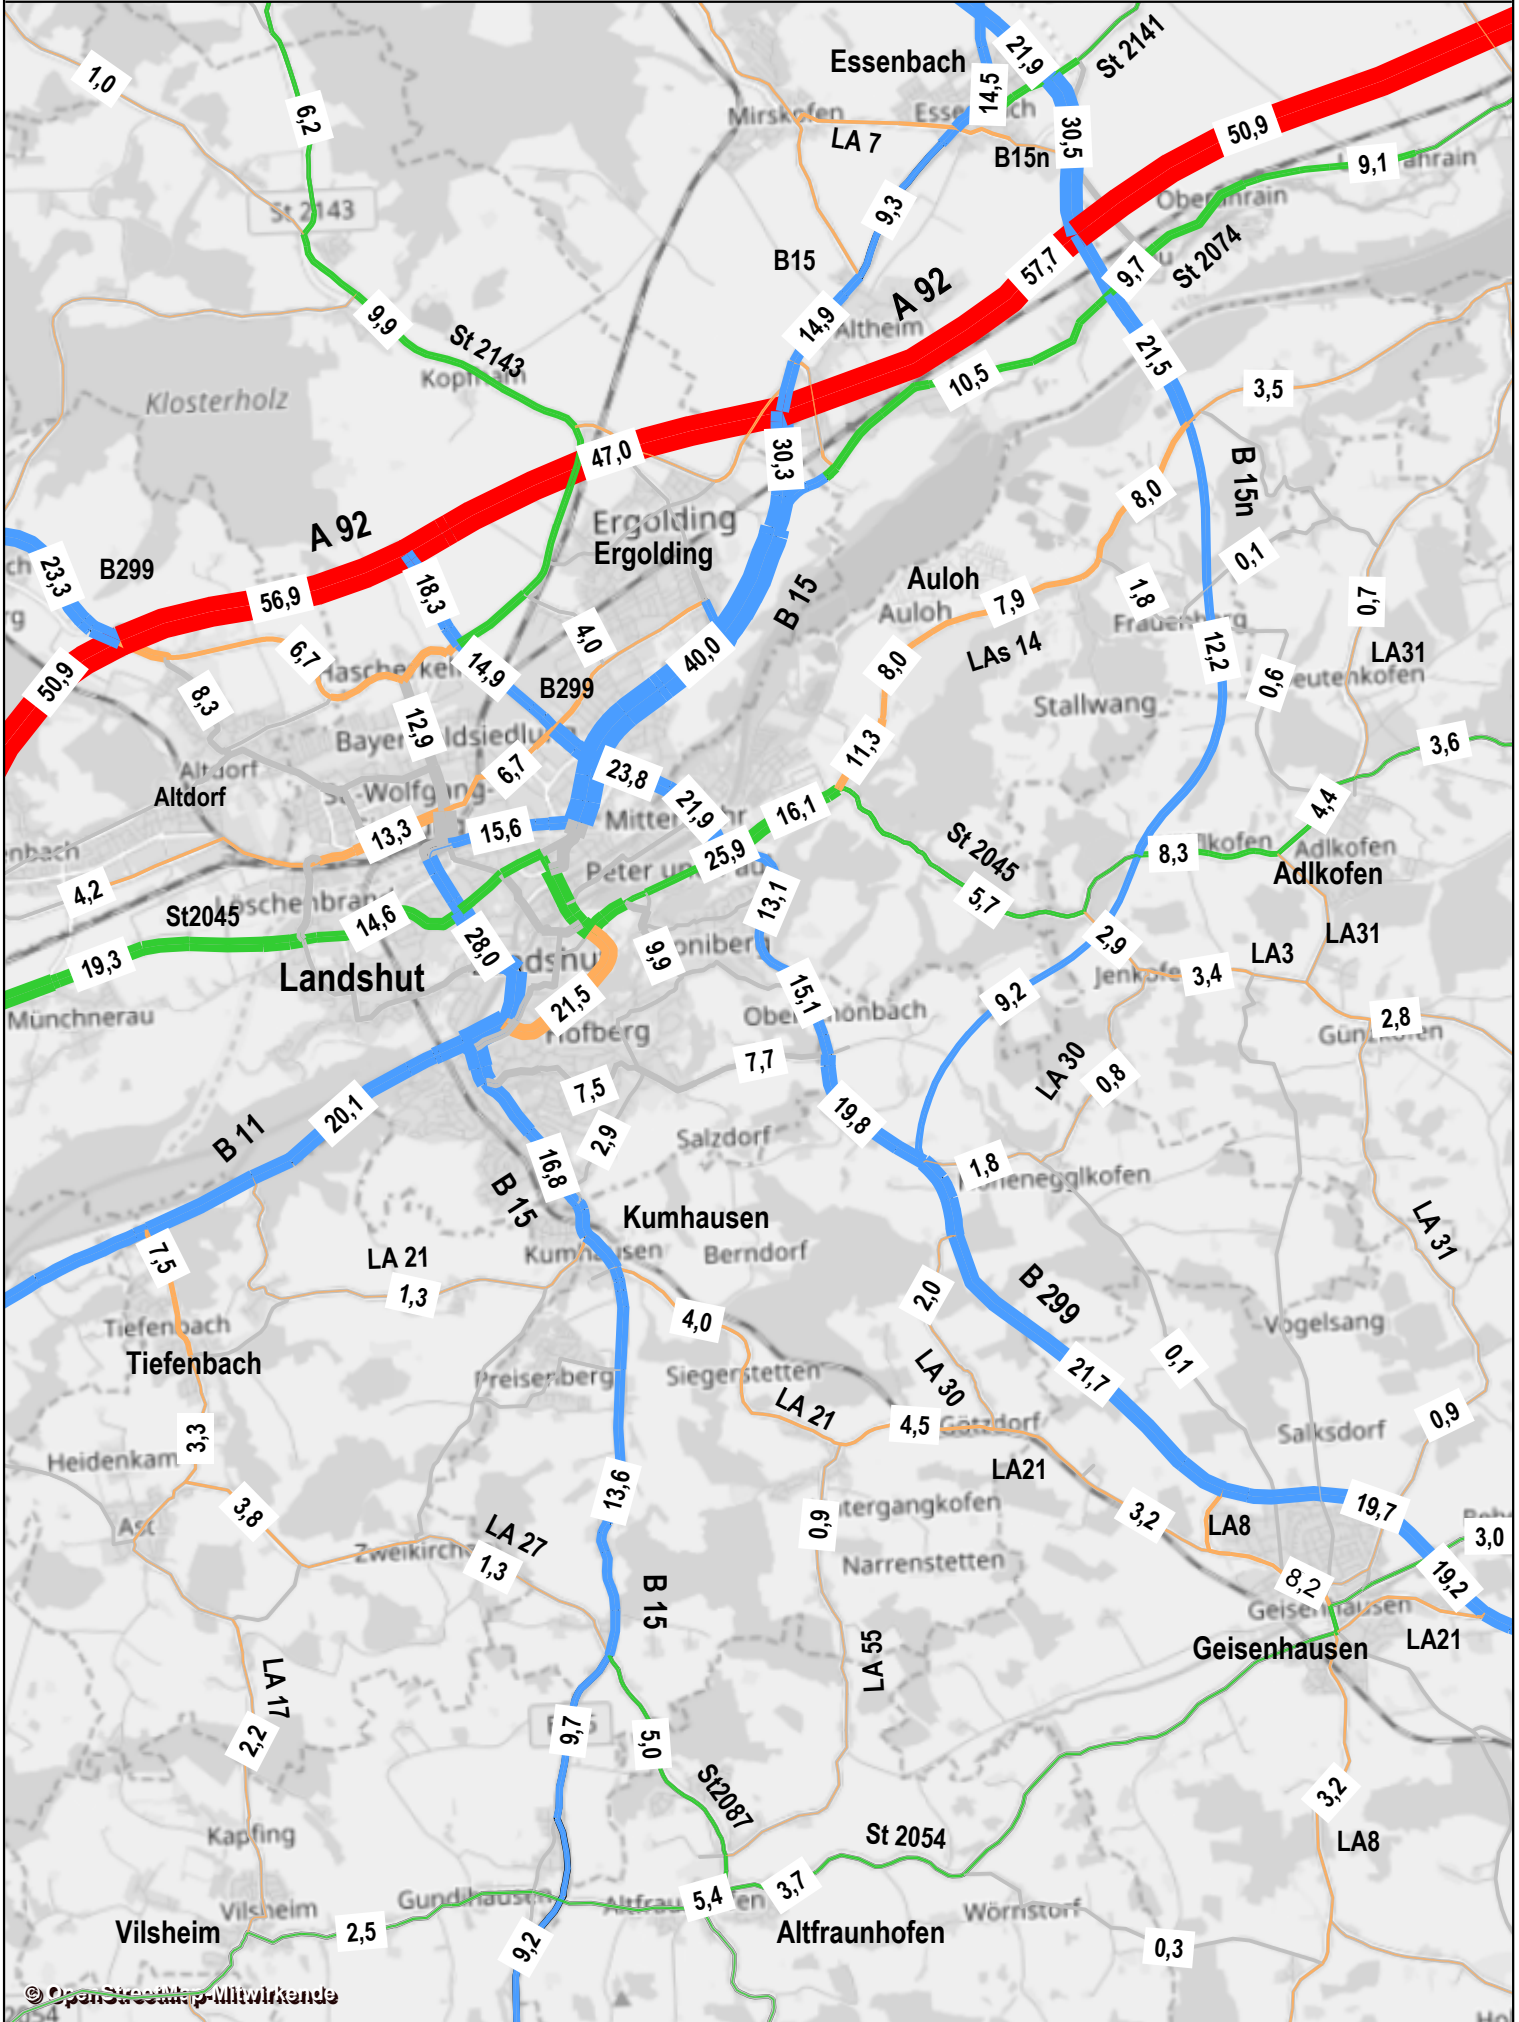 Essenbach
21,9
St 2141
1,0
14,5
6,2
Mirskofen
30,5
50,9
LA 7
B15n
9,1
St 2143
9,3
B15
57,7
9,7
St 2074
A 92
9,9
14,9
Altheim
St 2143
21,5
10,5
3,5
Klosterholz
47,0
30,3
B 15n
8,0
A 92
Ergolding
Ergolding
B299
23,3
18,3
56,9
0,1
Auloh
Auloh
7,9
1,8
0,7
B 15
4,0
LAs 14
12,2
LA31
6,7
40,0
8,0
50,9
8,3
14,9
B299
0,6
Stallwang
12,9
11,3
3,6
Altdorf
Altdorf
6,7
23,8
21,9
16,1
4,4
13,3
15,6
25,9
St 2045
8,3
Adlkofen
Adlkofen
4,2
13,1
5,7
St2045
14,6
28,0
9,9
2,9
LA3
LA31
19,3
Landshut
21,5
15,1
9,2
3,4
Münchnerau
Hofberg
2,8
7,7
LA 30
0,8
7,5
20,1
19,8
B 11
2,9
Salzdorf
16,8
1,8
B 15
Kumhausen
LA 31
7,5
LA 21
Berndorf
1,3
2,0
B 299
4,0
Vogelsang
Tiefenbach
Tiefenbach
0,1
Preisenberg
Siegerstetten
LA 30
21,7
LA 21
0,9
3,3
4,5
Götzdorf
Salksdorf
Heidenkam
LA21
13,6
3,8
0,9
3,2
LA8
19,7
Ast
LA 27
3,0
1,3
Narrenstetten
19,2
B 15
8,2
Geisenhausen
LA21
LA 55
LA 17
2,2
9,7
5,0
St2087
3,2
Kapfing
St 2054
LA8
3,7
5,4
Vilsheim
Vilsheim
2,5
Altfraunhofen
Wörnstorf
9,2
0,3
© OpenStreetMap-Mitwirkende